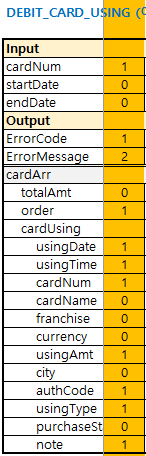 DEBIT_CARD_USING (
Input
cardNum 1
startDate 0
endDate 0
Output
ErrorCode 1
ErrorMessage 2
cardArr
totalAmt 0
order 1
cardUsing
usingDate 1
usingTime 1
cardNum 1
cardName 0
franchise 0
currency 0
usingAmt 1
city 0
authCode 1
usingType 1
purchaseSt 0
note 1